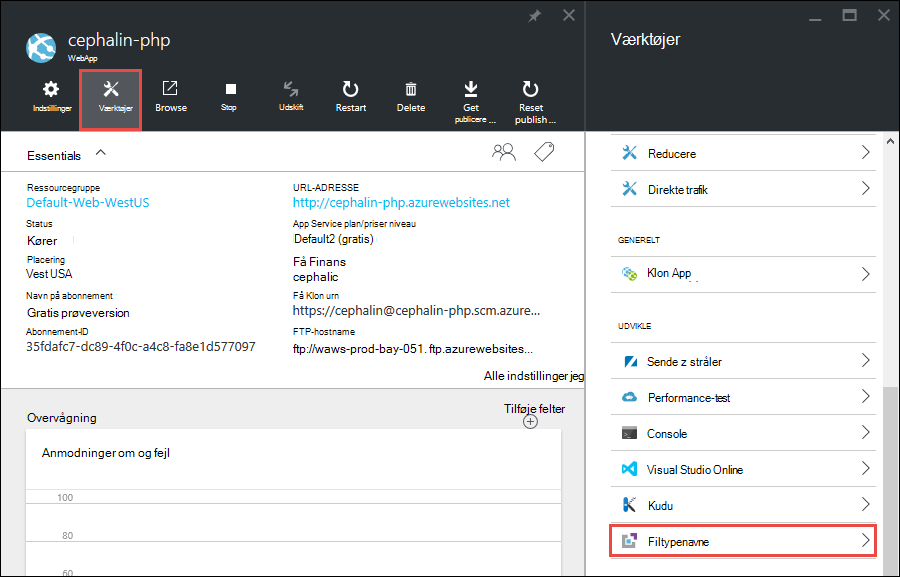 cephalin-php
WebApp
Indstillinger
Værktøjer
Browse
Stop
Udskift
Restart
Delete
Get
publicere ...
Reset
publish ...
Essentials
Ressourcegruppe
Default-Web-WestUS
Status
Kører
Placering
Vest USA
Navn på abonnement
Gratis prøveversion
Abonnement-ID
35fdafc7-dc89-4f0c-a4c8-fa8e1d577097
URL-ADRESSE
http://cephalin-php.azurewebsites.net
App Service plan/priser niveau
Default2 (gratis)
Få Finans
cephalic
Få Klon urn
https://cephalin@cephalin-php.scm.azure...
FTP-hostname
ftp://waws-prod-bay-051. ftp.azurewebsites...
Alle indstillinger jeg
Overvågning
Tilføje felter
Anmodninger om og fejl
100
80
60
Værktøjer
Reducere
Direkte trafik
GENERELT
Klon App
UDVIKLE
Sende z stråler
Performance-test
Console
Visual Studio Online
Kudu
Filtypenavne